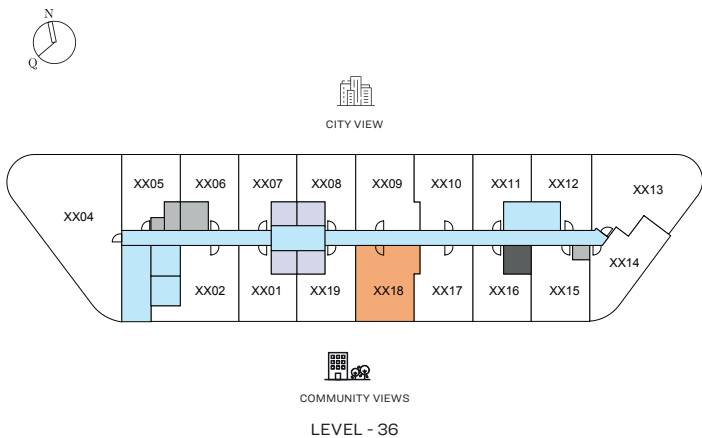 N
Q
CITY VIEW
XX05 XX06 XX07 XX08 XX09 XX10 XX11 XX12
XX13
XX04
XX14
XX02 XX01 XX19 XX18 XX17 XX16 XX15
COMMUNITY VIEWS
LEVEL - 36